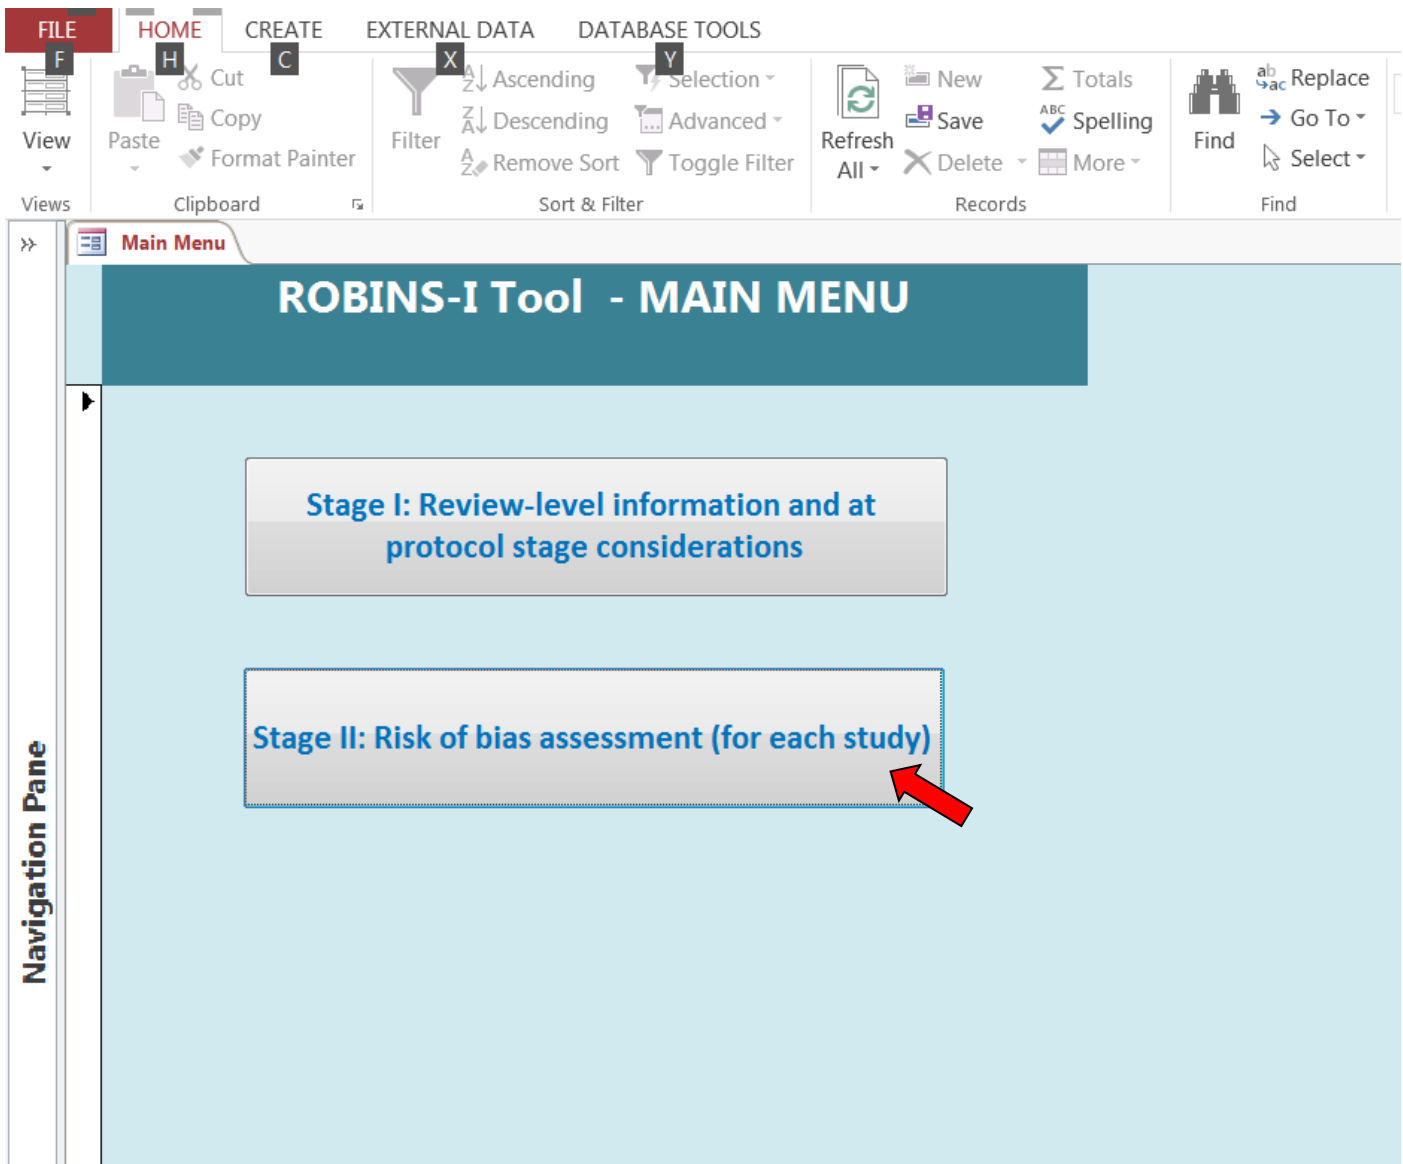 FILE HOME CREATE EXTERNAL DATA DATABASE TOOLS
F H C X Y
Cut Ascending Selection New Totals Replace
Copy Descending Advanced Save Spelling Go To
View Paste Format Painter Filter Remove Sort Toggle Filter Refresh All Delete More Find Select
Views Clipboard Sort & Filter Records Find
Main Menu
ROBINS-I Tool - MAIN MENU
Stage I: Review-level information and at
protocol stage considerations
Stage II: Risk of bias assessment (for each study)
Navigation Pane